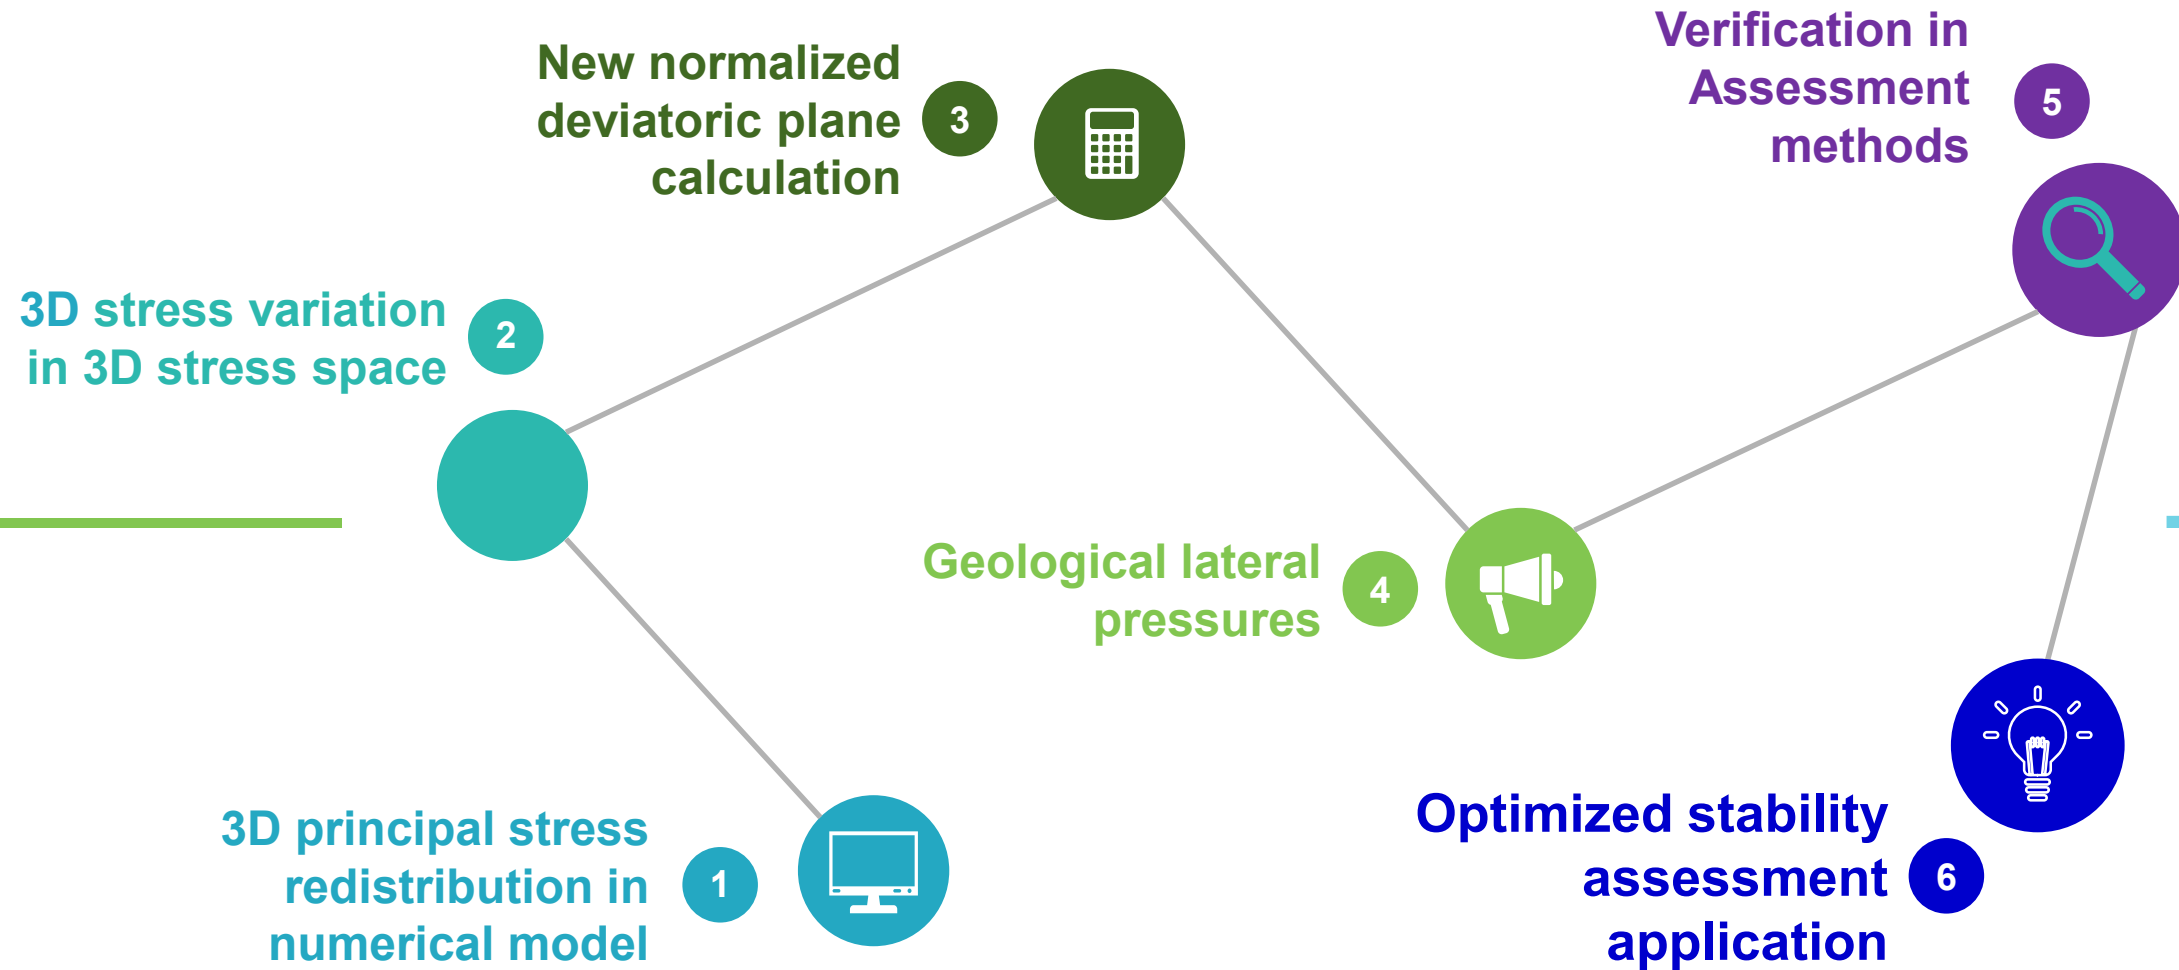 3D principal stress
redistribution in
numerical model
1
3D stress variation
in 3D stress space
2
New normalized
deviatoric plane
calculation
3
Geological lateral
pressures
4
Verification in
Assessment
methods
5
Optimized stability
assessment
application
6